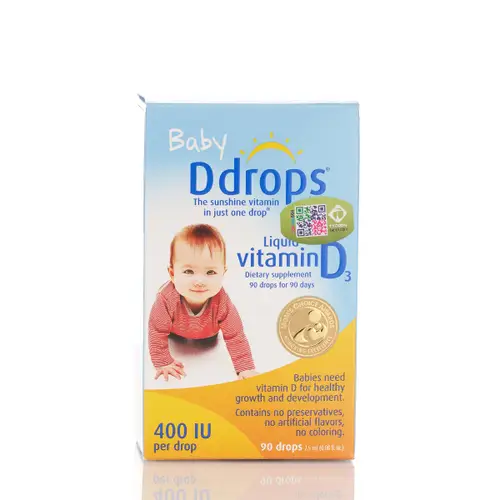 Baby
Ddrops®
The sunshine vitamin
in just one drop®
Liquid
vitamin D3
Dietary supplement
90 drops for 90 days
Babies need
vitamin D for healthy
growth and development.
Contains no preservatives,
no artificial flavors,
no coloring.
400 IU
per drop
90 drops